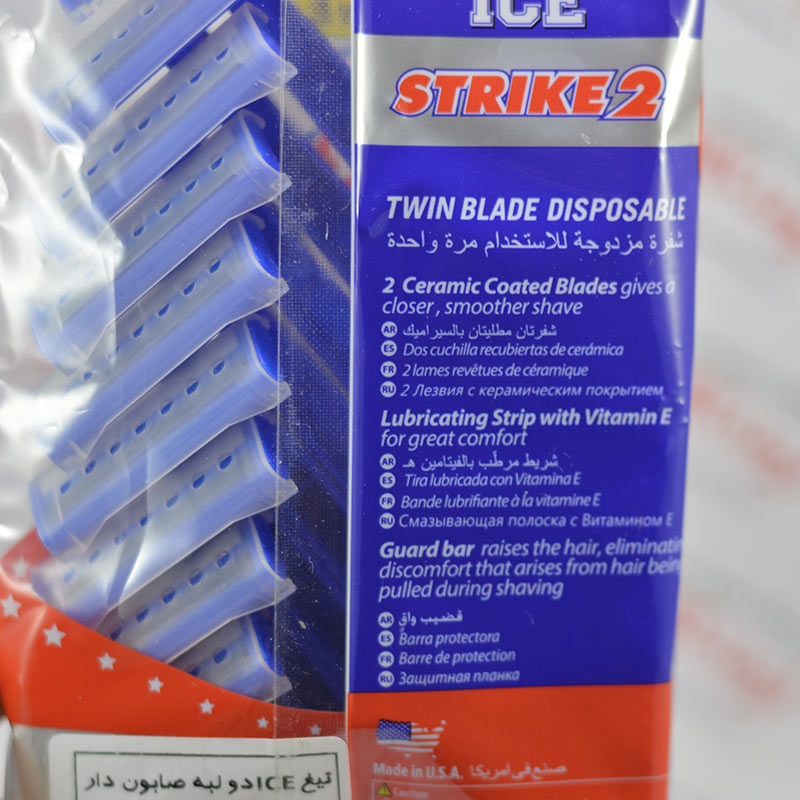 ICE
STRIKE 2
TWIN BLADE DISPOSABLE
شفرة مزدوجة للاستخدام مرة واحدة
2 Ceramic Coated Blades gives a
closer, smoother shave
AR شفرتان مطليتان بالسيراميك
ES Dos cuchilla recubiertas de cerámica
FR 2 lames revêtues de céramique
RU 2 Лезвия с керамическим покрытием
Lubricating Strip with Vitamin E
for great comfort
AR شريط مرطّب بالفيتامين هـ
ES Tira lubricada con Vitamina E
FR Bande lubrifiante à la vitamine E
RU Смазывающая полоска с Витамином Е
Guard bar raises the hair, eliminatin
discomfort that arises from hair being
pulled during shaving
AR قضيب واقٍ
ES Barra protectora
FR Barre de protection
RU Защитная планка
Made in U.S.A. صنع في امريكا
Caution
تیغ ICE دو لبه صابون دار